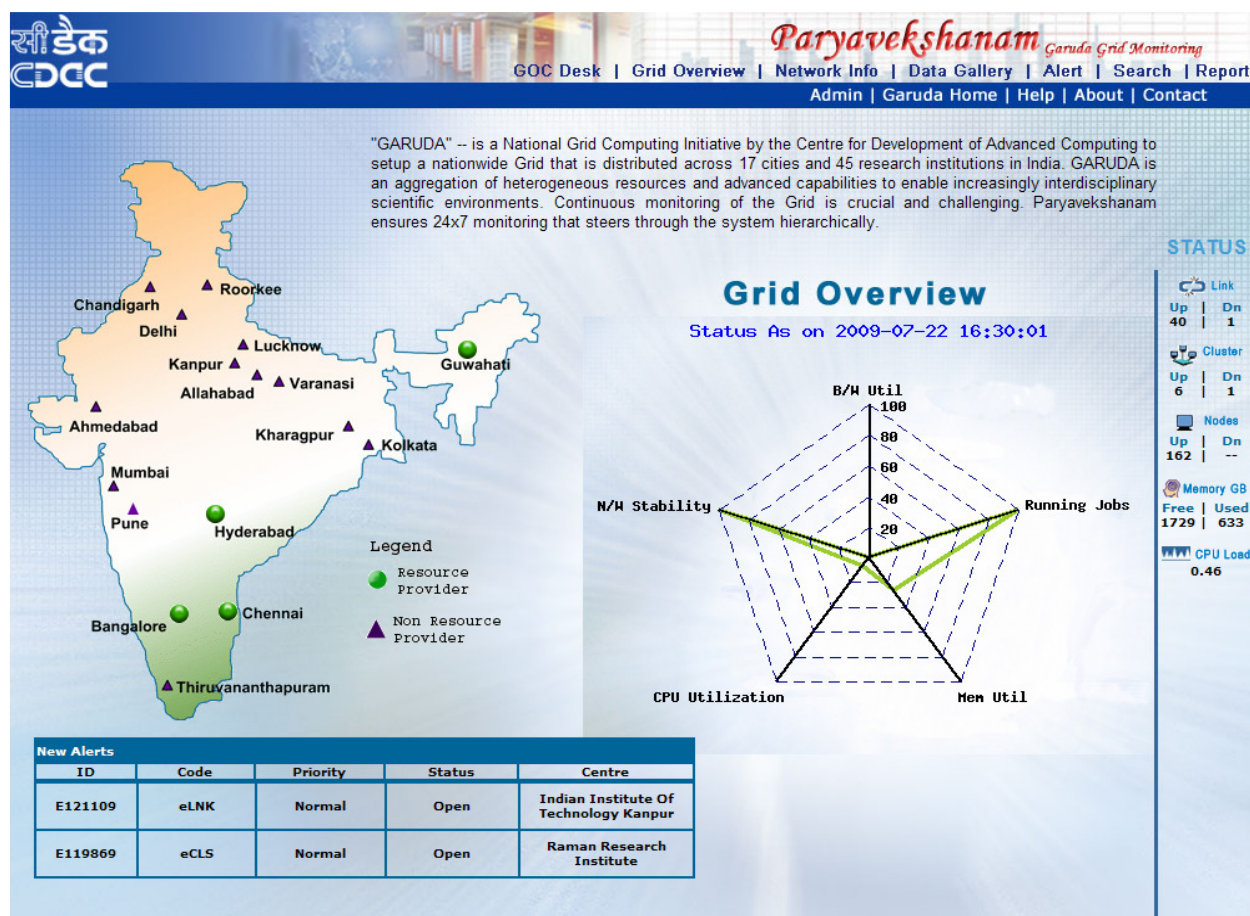 सी डैक
CDAC
Paryavekshanam Garuda Grid Monitoring
GOC Desk | Grid Overview | Network Info | Data Gallery | Alert | Search | Report
Admin | Garuda Home | Help | About | Contact
"GARUDA" -- is a National Grid Computing Initiative by the Centre for Development of Advanced Computing to
setup a nationwide Grid that is distributed across 17 cities and 45 research institutions in India. GARUDA is
an aggregation of heterogeneous resources and advanced capabilities to enable increasingly interdisciplinary
scientific environments. Continuous monitoring of the Grid is crucial and challenging. Paryavekshanam
ensures 24x7 monitoring that steers through the system hierarchically.
Chandigarh
Roorkee
Delhi
Lucknow
Kanpur
Allahabad
Varanasi
Guwahati
Ahmedabad
Kharagpur
Kolkata
Mumbai
Pune
Hyderabad
Bangalore
Chennai
Thiruvananthapuram
Legend
Resource
Provider
Non Resource
Provider
Grid Overview
Status As on 2009-07-22 16:30:01
B/W Util
100
80
60
40
20
N/W Stability
Running Jobs
CPU Utilization
Mem Util
STATUS
Link
Up | Dn
40 | 1
Cluster
Up | Dn
6 | 1
Nodes
Up | Dn
162 | --
Memory GB
Free | Used
1729 | 633
CPU Load
0.46
New Alerts
ID Code Priority Status Centre
E121109 eLNK Normal Open Indian Institute Of
Technology Kanpur
E119869 eCLS Normal Open Raman Research
Institute